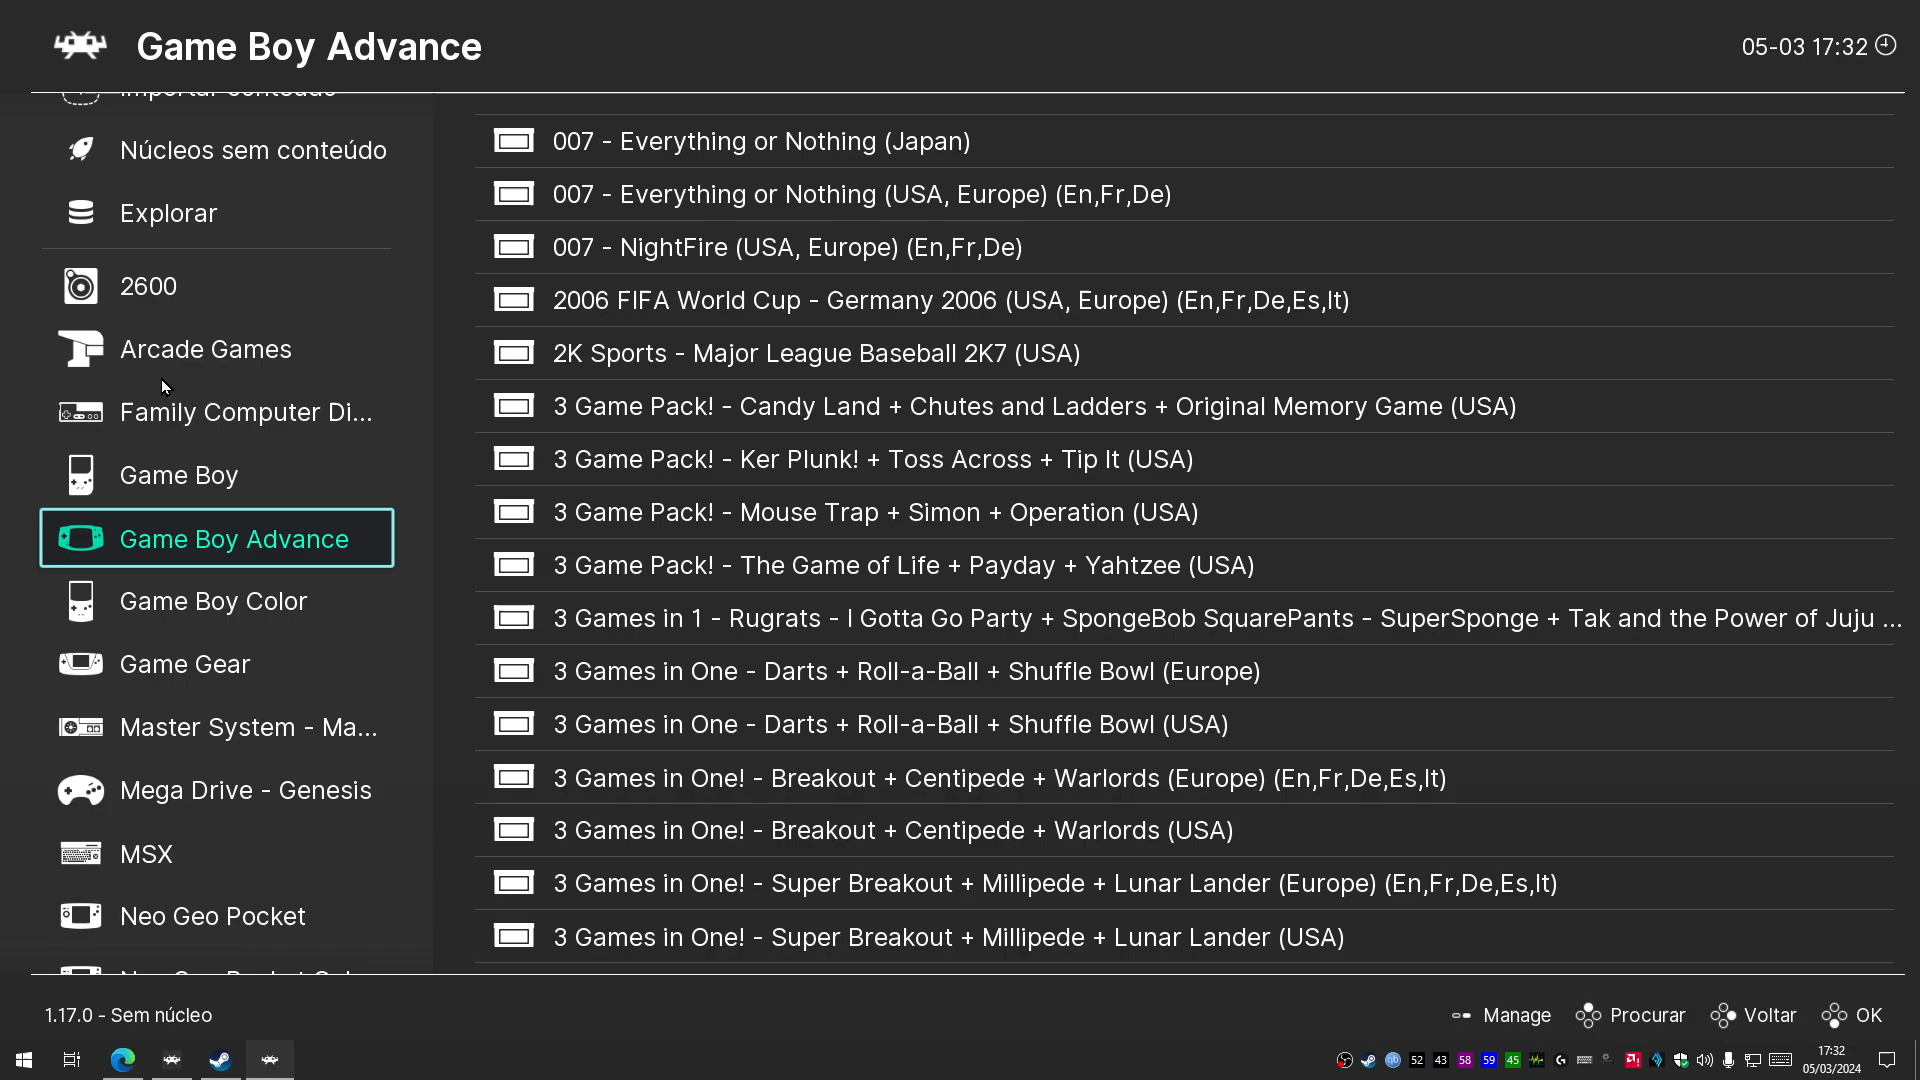 Game Boy Advance
05-03 17:32
Importar conteúdo
Núcleos sem conteúdo
Explorar
2600
Arcade Games
Family Computer Di...
Game Boy
Game Boy Advance
Game Boy Color
Game Gear
Master System - Ma...
Mega Drive - Genesis
MSX
Neo Geo Pocket
007 - Everything or Nothing (Japan)
007 - Everything or Nothing (USA, Europe) (En,Fr,De)
007 - NightFire (USA, Europe) (En,Fr,De)
2006 FIFA World Cup - Germany 2006 (USA, Europe) (En,Fr,De,Es,It)
2K Sports - Major League Baseball 2K7 (USA)
3 Game Pack! - Candy Land + Chutes and Ladders + Original Memory Game (USA)
3 Game Pack! - Ker Plunk! + Toss Across + Tip It (USA)
3 Game Pack! - Mouse Trap + Simon + Operation (USA)
3 Game Pack! - The Game of Life + Payday + Yahtzee (USA)
3 Games in 1 - Rugrats - I Gotta Go Party + SpongeBob SquarePants - SuperSponge + Tak and the Power of Juju ...
3 Games in One - Darts + Roll-a-Ball + Shuffle Bowl (Europe)
3 Games in One - Darts + Roll-a-Ball + Shuffle Bowl (USA)
3 Games in One! - Breakout + Centipede + Warlords (Europe) (En,Fr,De,Es,It)
3 Games in One! - Breakout + Centipede + Warlords (USA)
3 Games in One! - Super Breakout + Millipede + Lunar Lander (Europe) (En,Fr,De,Es,It)
3 Games in One! - Super Breakout + Millipede + Lunar Lander (USA)
1.17.0 - Sem núcleo
Manage
Procurar
Voltar
OK
52 43 58 59 45
17:32
05/03/2024